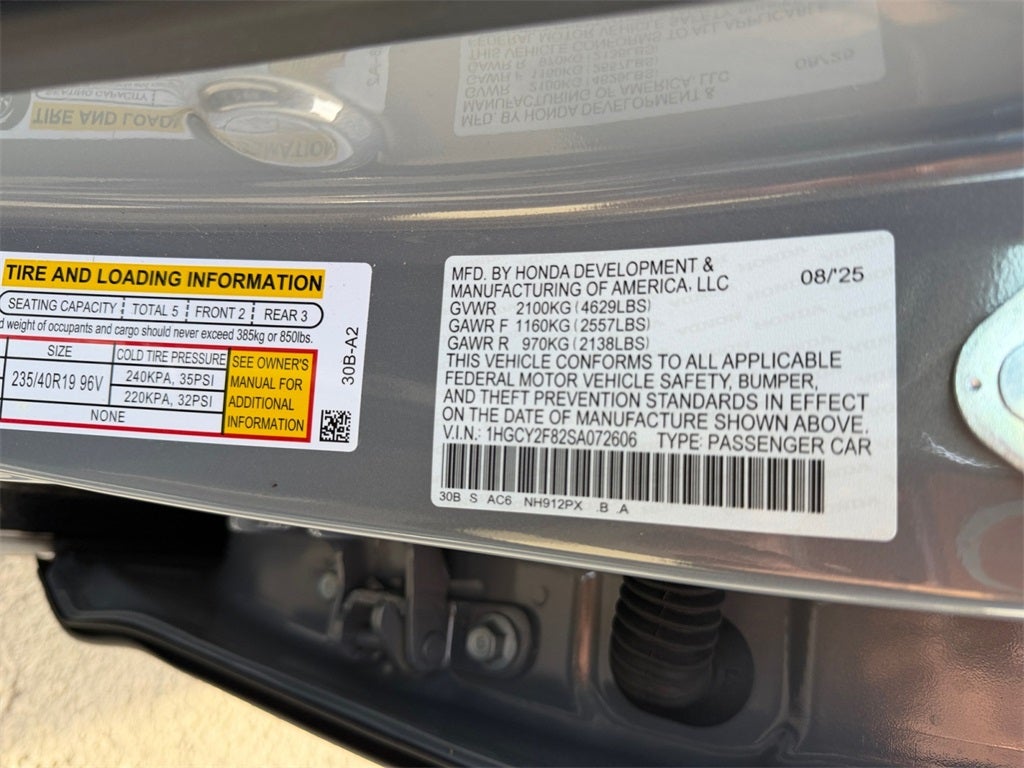 TIRE AND LOADING INFORMATION
SEATING CAPACITY TOTAL 5 FRONT 2 REAR 3
d weight of occupants and cargo should never exceed 385kg or 850lbs.
SIZE COLD TIRE PRESSURE
235/40R19 96V
240KPA, 35PSI
220KPA, 32PSI
NONE
SEE OWNER'S
MANUAL FOR
ADDITIONAL
INFORMATION
30B-A2
MFD. BY HONDA DEVELOPMENT &
MANUFACTURING OF AMERICA, LLC 08/'25
GVWR 2100KG(4629LBS)
GAWR F 1160KG(2557LBS)
GAWR R 970KG(2138LBS)
THIS VEHICLE CONFORMS TO ALL APPLICABLE
FEDERAL MOTOR VEHICLE SAFETY, BUMPER,
AND THEFT PREVENTION STANDARDS IN EFFECT
ON THE DATE OF MANUFACTURE SHOWN ABOVE.
V.I.N.: 1HGCY2F82SA072606 TYPE: PASSENGER CAR
30B S AC6 NH912PX .B .A